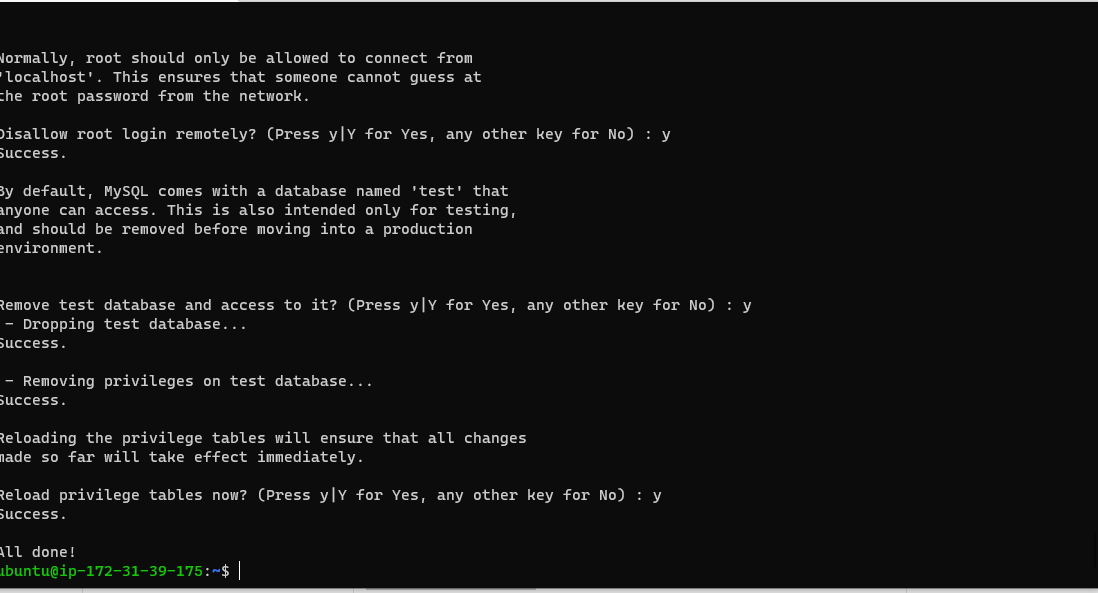 Normally, root should only be allowed to connect from
'localhost'. This ensures that someone cannot guess at
the root password from the network.
Disallow root login remotely? (Press y|Y for Yes, any other key for No) : y
Success.
By default, MySQL comes with a database named 'test' that
anyone can access. This is also intended only for testing,
and should be removed before moving into a production
environment.
Remove test database and access to it? (Press y|Y for Yes, any other key for No) : y
- Dropping test database...
Success.
- Removing privileges on test database...
Success.
Reloading the privilege tables will ensure that all changes
made so far will take effect immediately.
Reload privilege tables now? (Press y|Y for Yes, any other key for No) : y
Success.
All done!
ubuntu@ip-172-31-39-175:~$